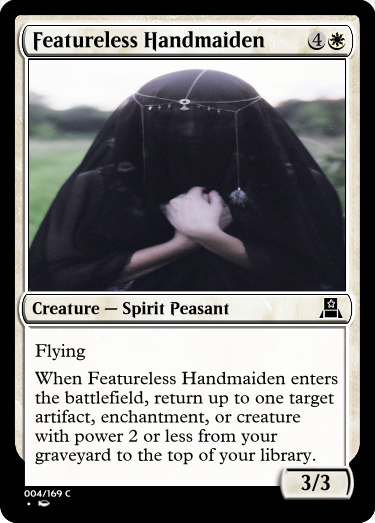 Featureless Handmaiden 4
Creature — Spirit Peasant
Flying
When Featureless Handmaiden enters
the battlefield, return up to one target
artifact, enchantment, or creature
with power 2 or less from your
graveyard to the top of your library.
3/3
004/169 C